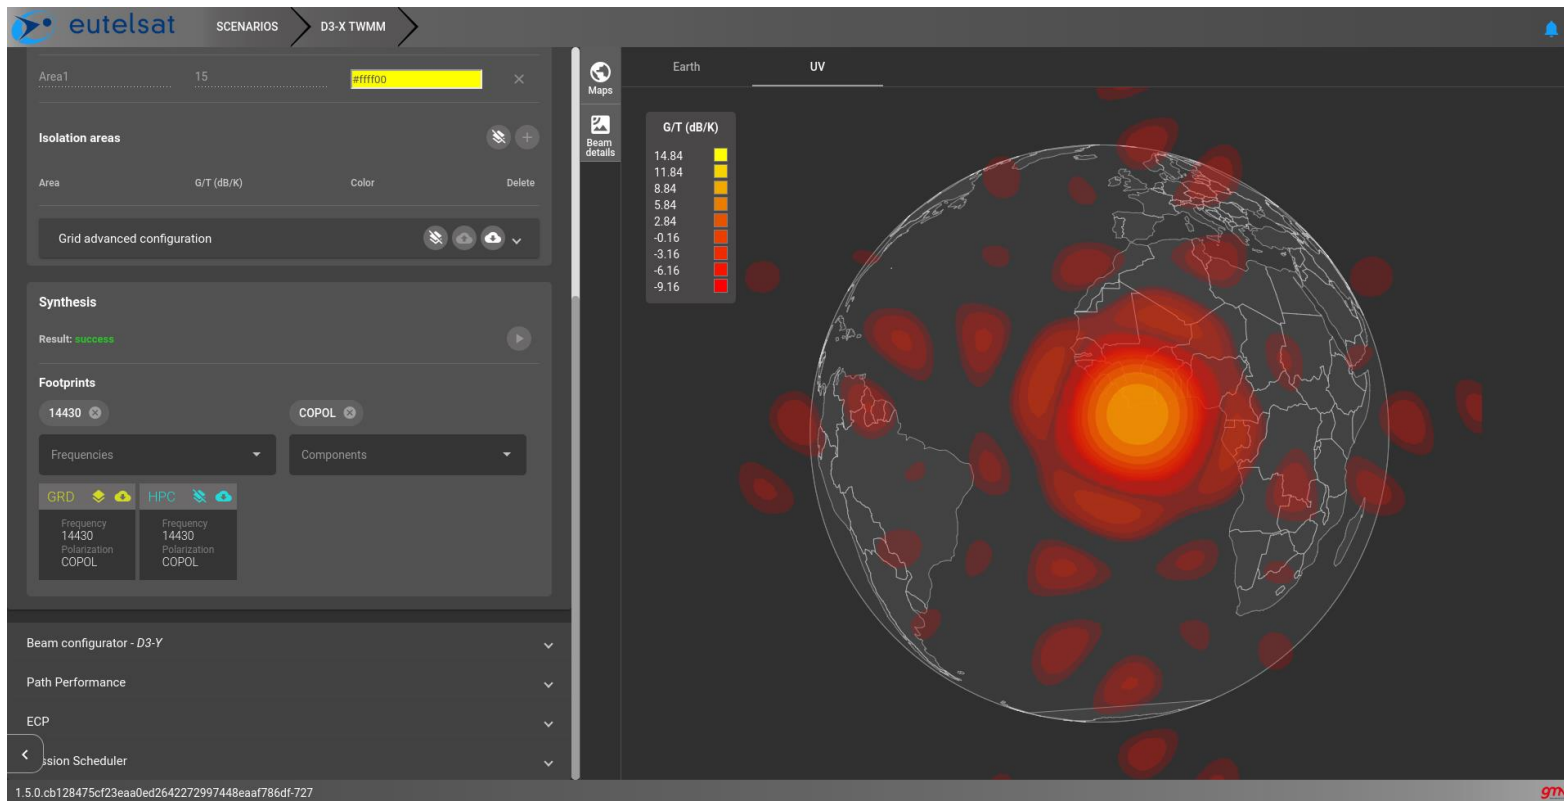 eutelsat SCENARIOS D3-X TWMM
Area1 15 #ffff00
Isolation areas
Area G/T (dB/K) Color Delete
Grid advanced configuration
Synthesis
Result: success
Footprints
14430 COPOL
Frequencies Components
GRD HPC
Frequency Frequency
14430 14430
Polarization Polarization
COPOL COPOL
Beam configurator - D3-Y
Path Performance
ECP
ssion Scheduler
Maps
Beam
details
Earth UV
G/T (dB/K)
14.84
11.84
8.84
5.84
2.84
-0.16
-3.16
-6.16
-9.16
1.5.0.cb128475cf23eaa0ed2642272997448eaaf786df-727